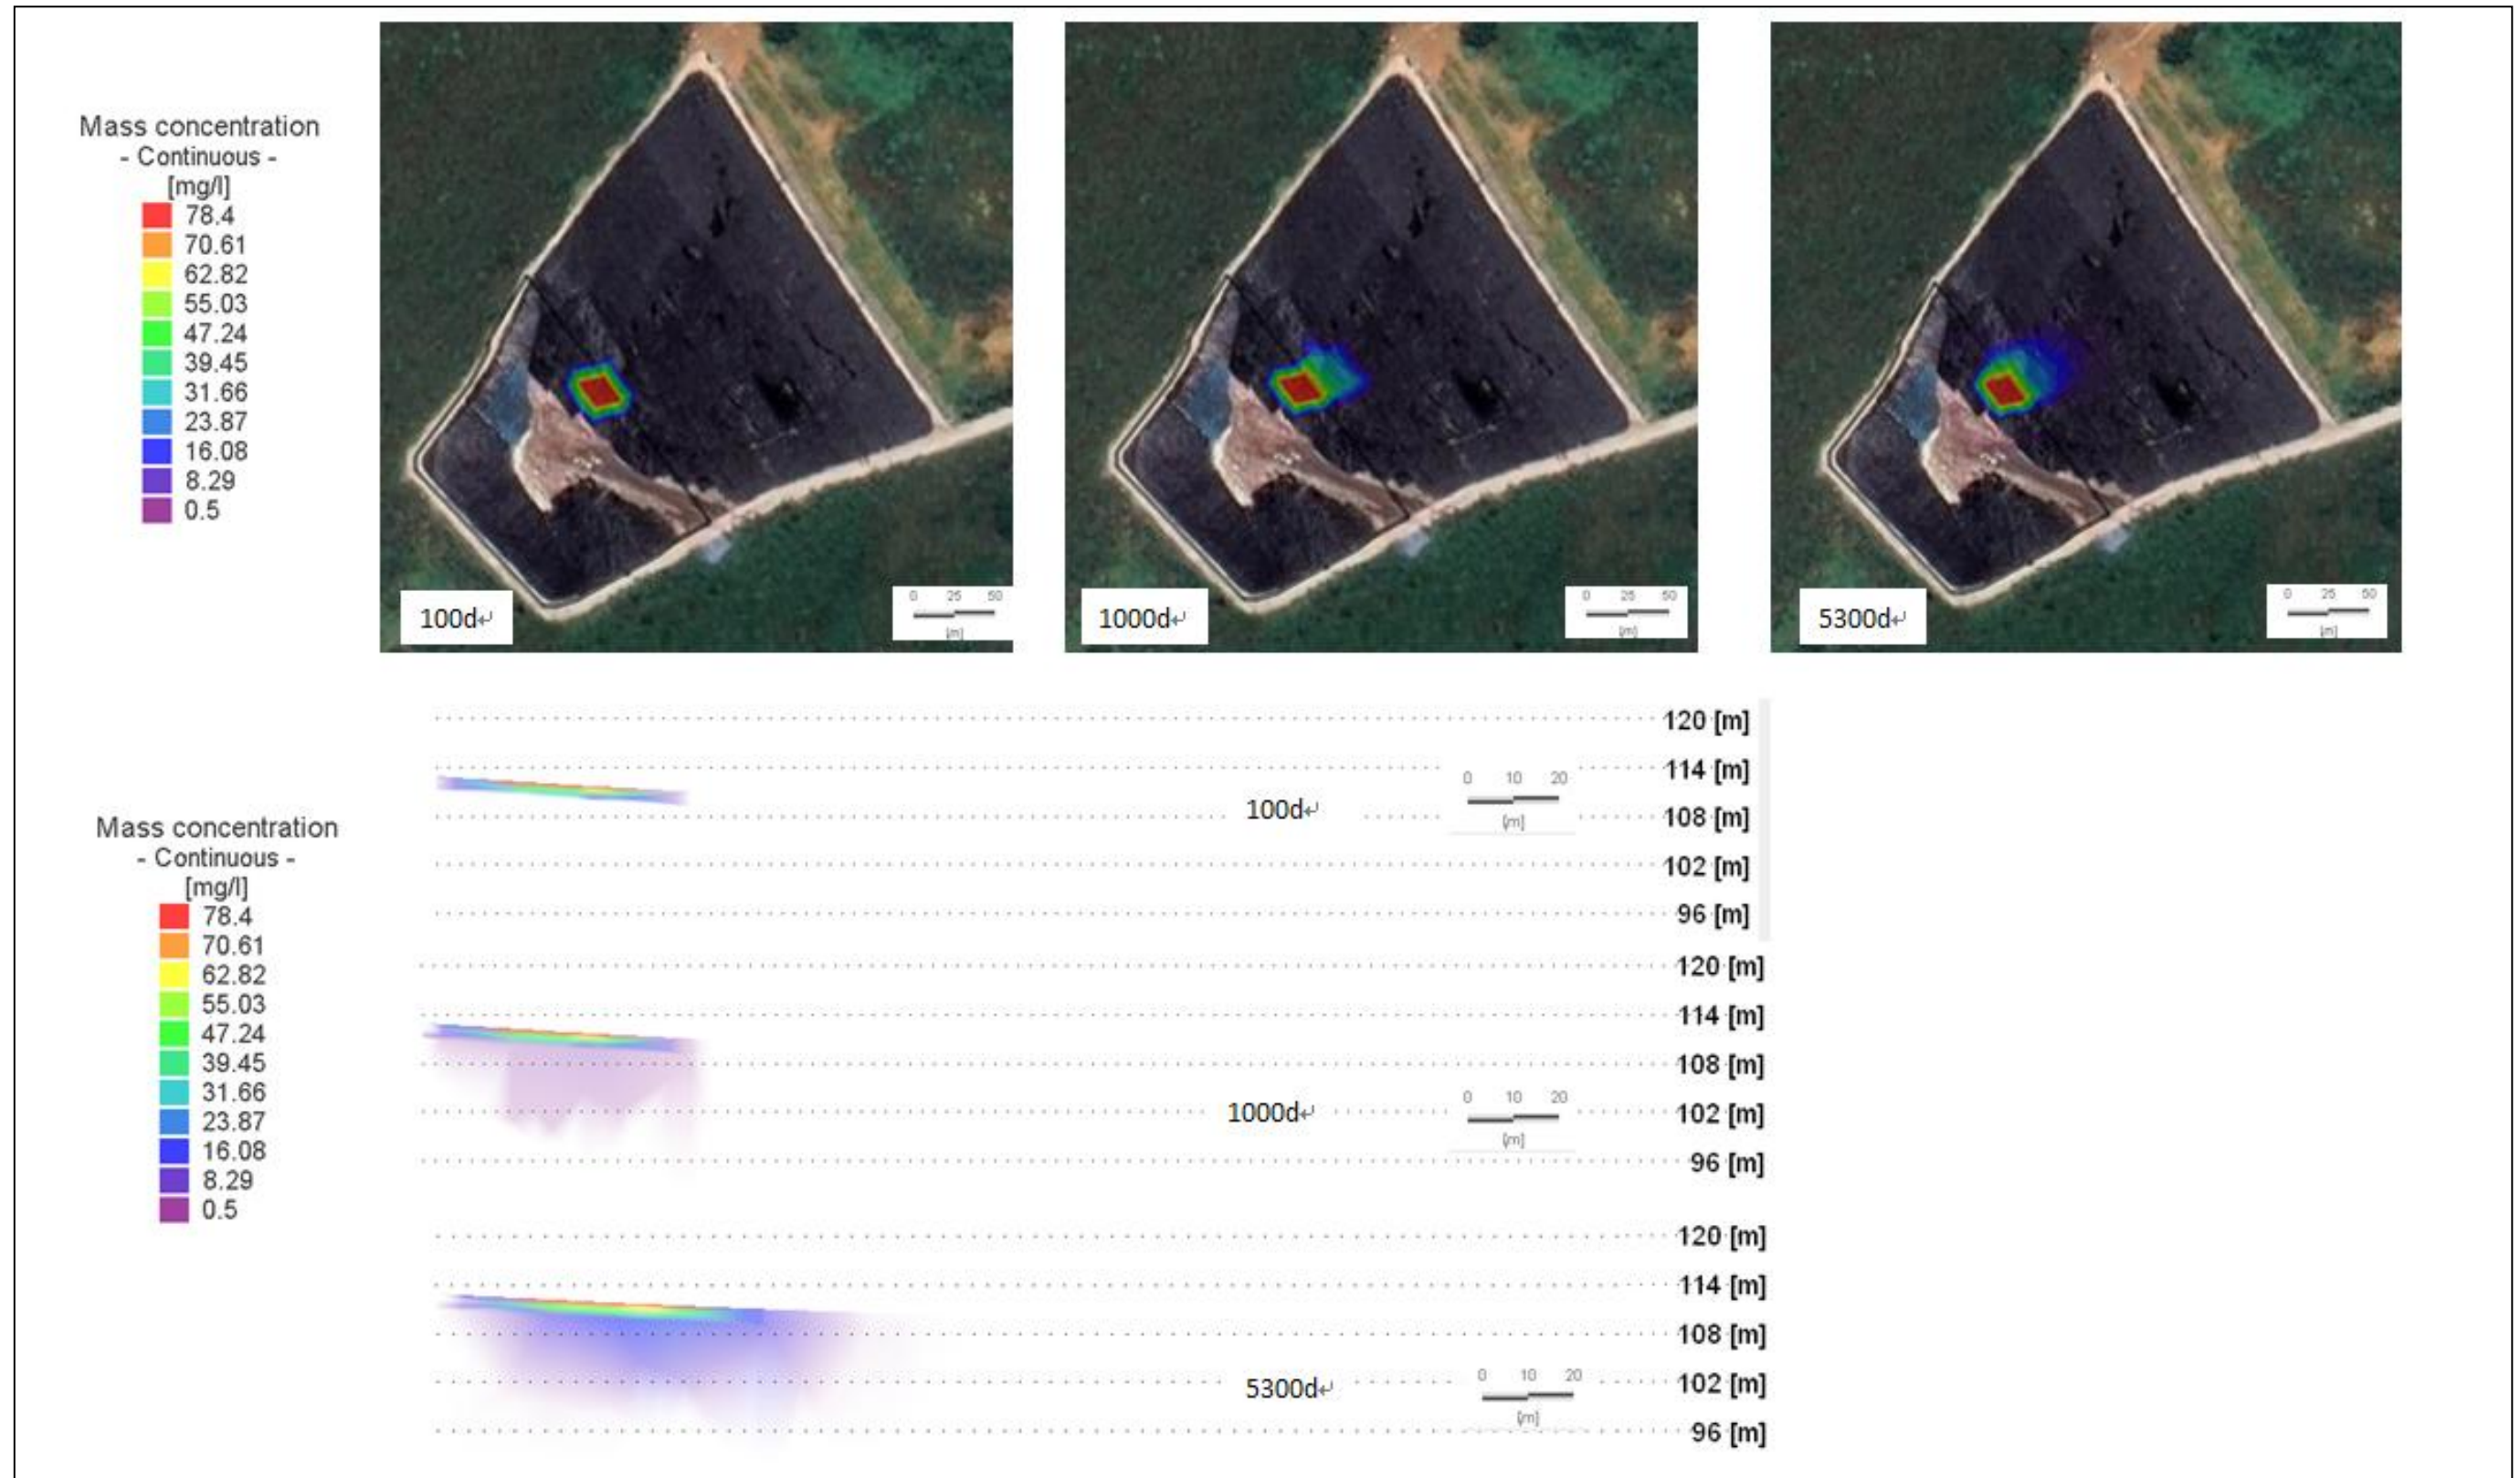 Mass concentration
- Continuous -
[mg/l]
78.4
70.61
62.82
55.03
47.24
39.45
31.66
23.87
16.08
8.29
0.5
100d↵
0 25 50
[m]
1000d↵
0 25 50
[m]
5300d↵
0 25 50
[m]
Mass concentration
- Continuous -
[mg/l]
78.4
70.61
62.82
55.03
47.24
39.45
31.66
23.87
16.08
8.29
0.5
120 [m]
114 [m]
108 [m]
102 [m]
96 [m]
100d↵
0 10 20
[m]
120 [m]
114 [m]
108 [m]
102 [m]
96 [m]
1000d↵
0 10 20
[m]
120 [m]
114 [m]
108 [m]
102 [m]
96 [m]
5300d↵
0 10 20
[m]